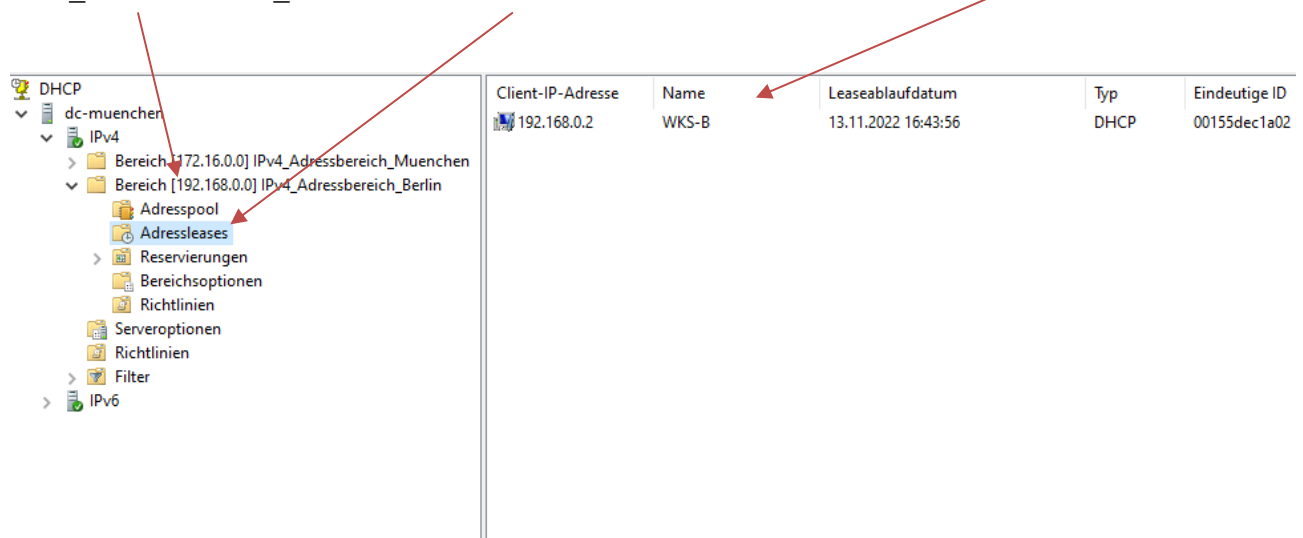 DHCP
dc-muenchen
IPv4
Bereich [172.16.0.0] IPv4_Adressbereich_Muenchen
Bereich [192.168.0.0] IPv4_Adressbereich_Berlin
Adresspool
Adressleases
Reservierungen
Bereichsoptionen
Richtlinien
Serveroptionen
Richtlinien
Filter
IPv6
Client-IP-Adresse Name Leaseablaufdatum Typ Eindeutige ID
192.168.0.2 WKS-B 13.11.2022 16:43:56 DHCP 00155dec1a02